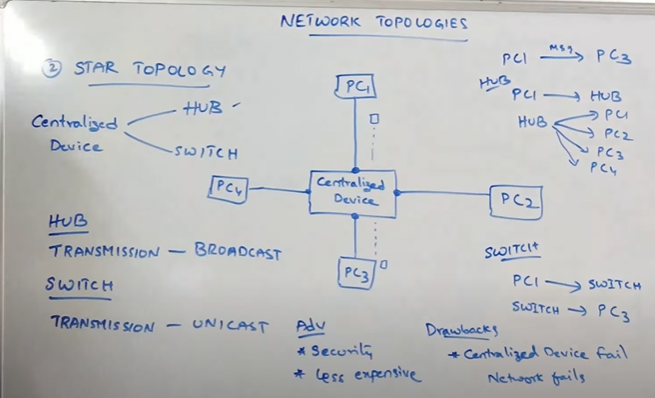 NETWORK TOPOLOGIES
② STAR TOPOLOGY
Centralized Device
HUB
SWITCH
PC1
PC4
Centralized Device
PC2
PC3
HUB
TRANSMISSION — BROADCAST
SWITCH
TRANSMISSION — UNICAST
Adv
* Security
* Less expensive
Drawbacks
* Centralized Device fail
Network fails
PC1 msg → PC3
HUB
PC1 → HUB
HUB → PC1
→ PC2
→ PC3
→ PC4
SWITCH
PC1 → SWITCH
SWITCH → PC3